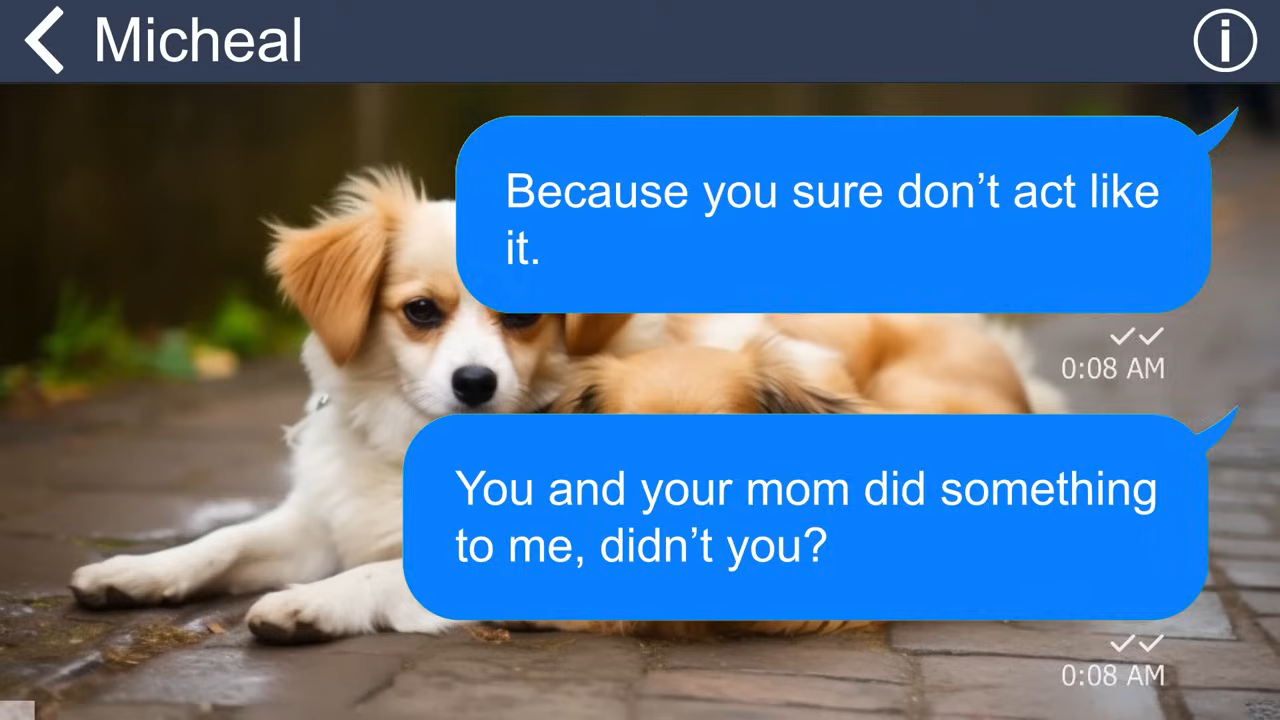 Micheal
Because you sure don’t act like
it.
0:08 AM
You and your mom did something
to me, didn’t you?
0:08 AM